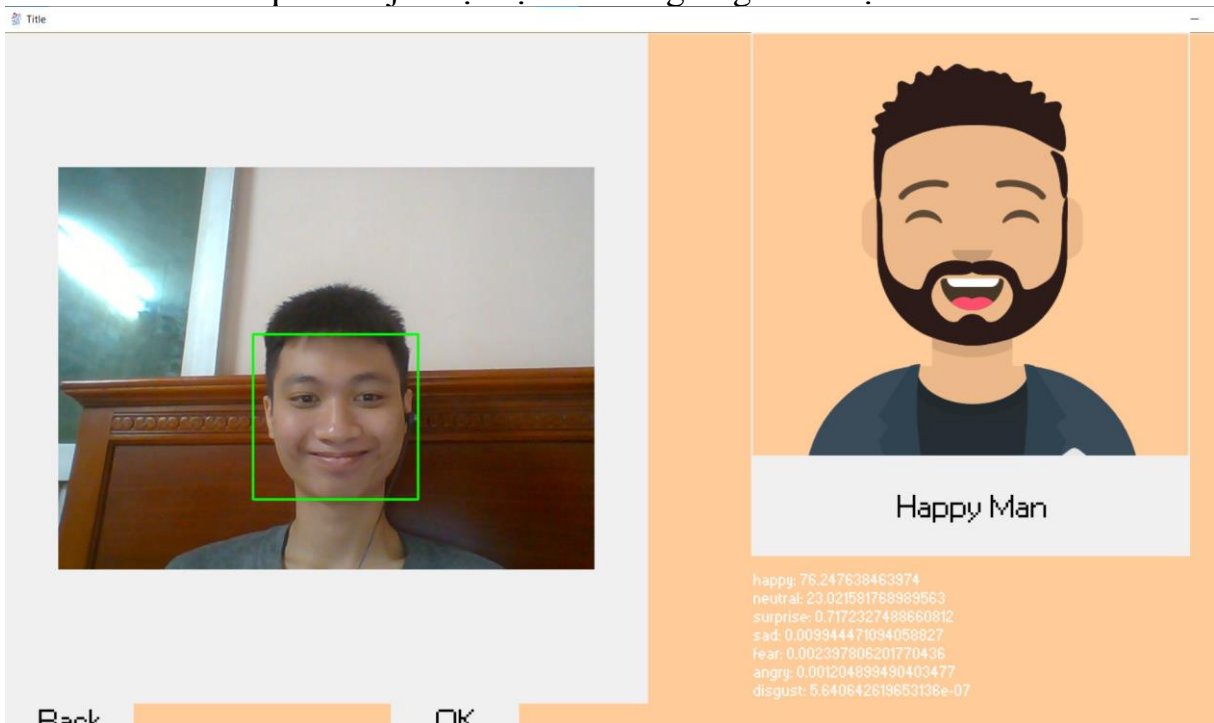 Title
Happy Man
happy: 76.247638463974
neutral: 23.021581768989563
surprise: 0.7172327488660812
sad: 0.009944471094058827
fear: 0.002397806201770436
angry: 0.001204899490403477
disgust: 5.640642619653136e-07
Back
OK